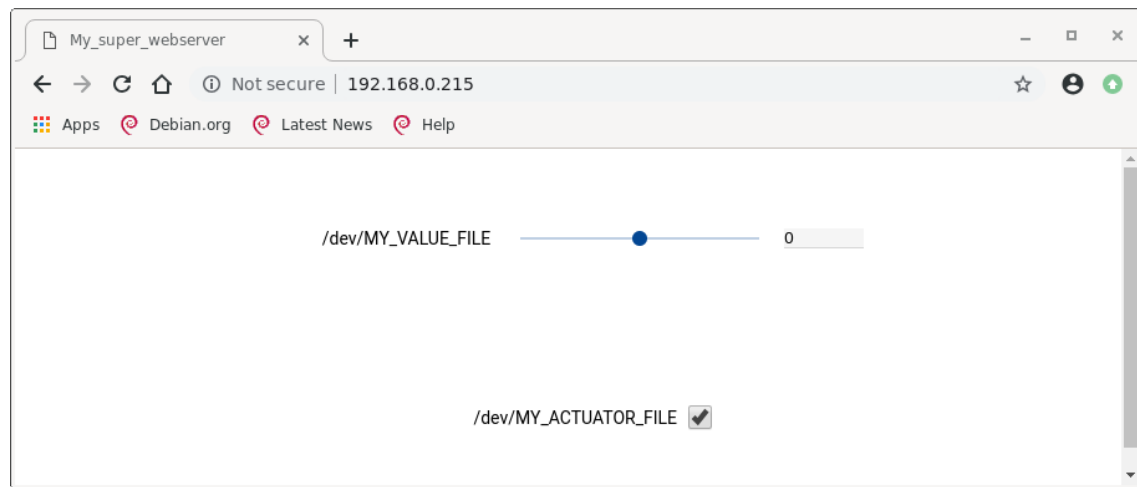 My_super_webserver
Not secure 192.168.0.215
Apps Debian.org Latest News Help
/dev/MY_VALUE_FILE 0
/dev/MY_ACTUATOR_FILE